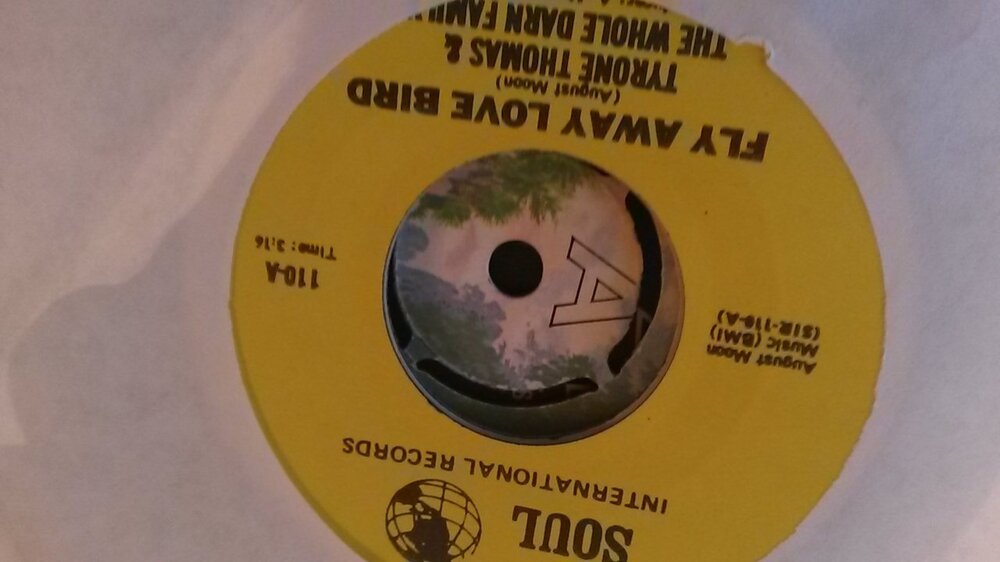 SOUL
INTERNATIONAL RECORDS
August Moon
Music (BMI)
(SIR-110-A)
110-A
Time: 3:16
A
FLY AWAY LOVE BIRD
(August Moon)
TYRONE THOMAS &
THE WHOLE DARN FAMILY